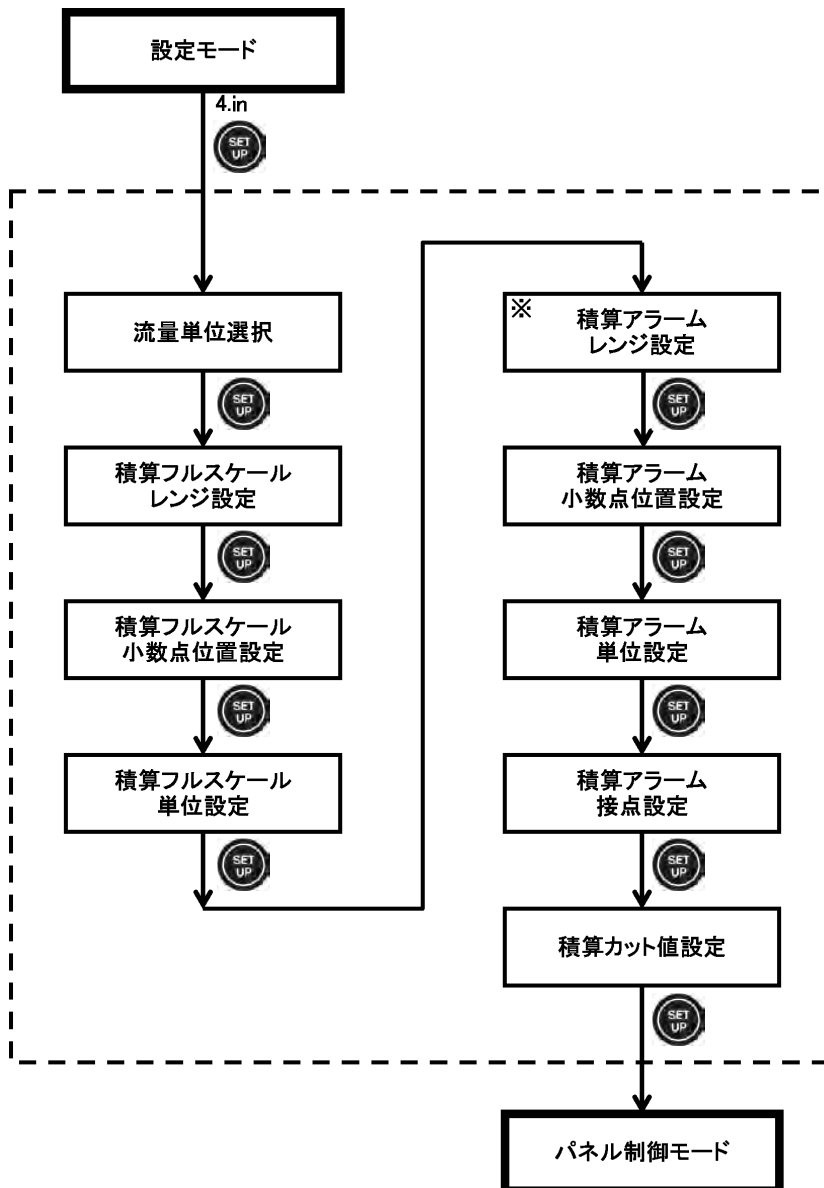 設定モード
4.in
SET
UP
流量単位選択
SET
UP
積算フルスケール
レンジ設定
SET
UP
積算フルスケール
小数点位置設定
SET
UP
積算フルスケール
単位設定
SET
UP
※
積算アラーム
レンジ設定
SET
UP
積算アラーム
小数点位置設定
SET
UP
積算アラーム
単位設定
SET
UP
積算アラーム
接点設定
SET
UP
積算カット値設定
SET
UP
パネル制御モード